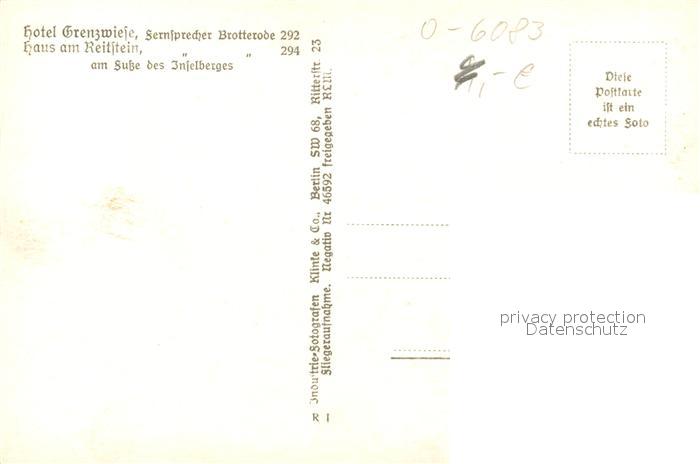 Hotel Grenzwiese, Fernsprecher Brotterode 292
Haus am Reitstein, „ „ 294
am Fuße des Inselberges
Industrie-Fotografen Klinke & Co., Berlin SW 68, Ritterstr. 23
Fliegeraufnahme. Negativ Nr 46592 freigegeben RLM.
R I
O-6083
,- €
Diese
Postkarte
ist ein
echtes Foto
privacy protection
Datenschutz